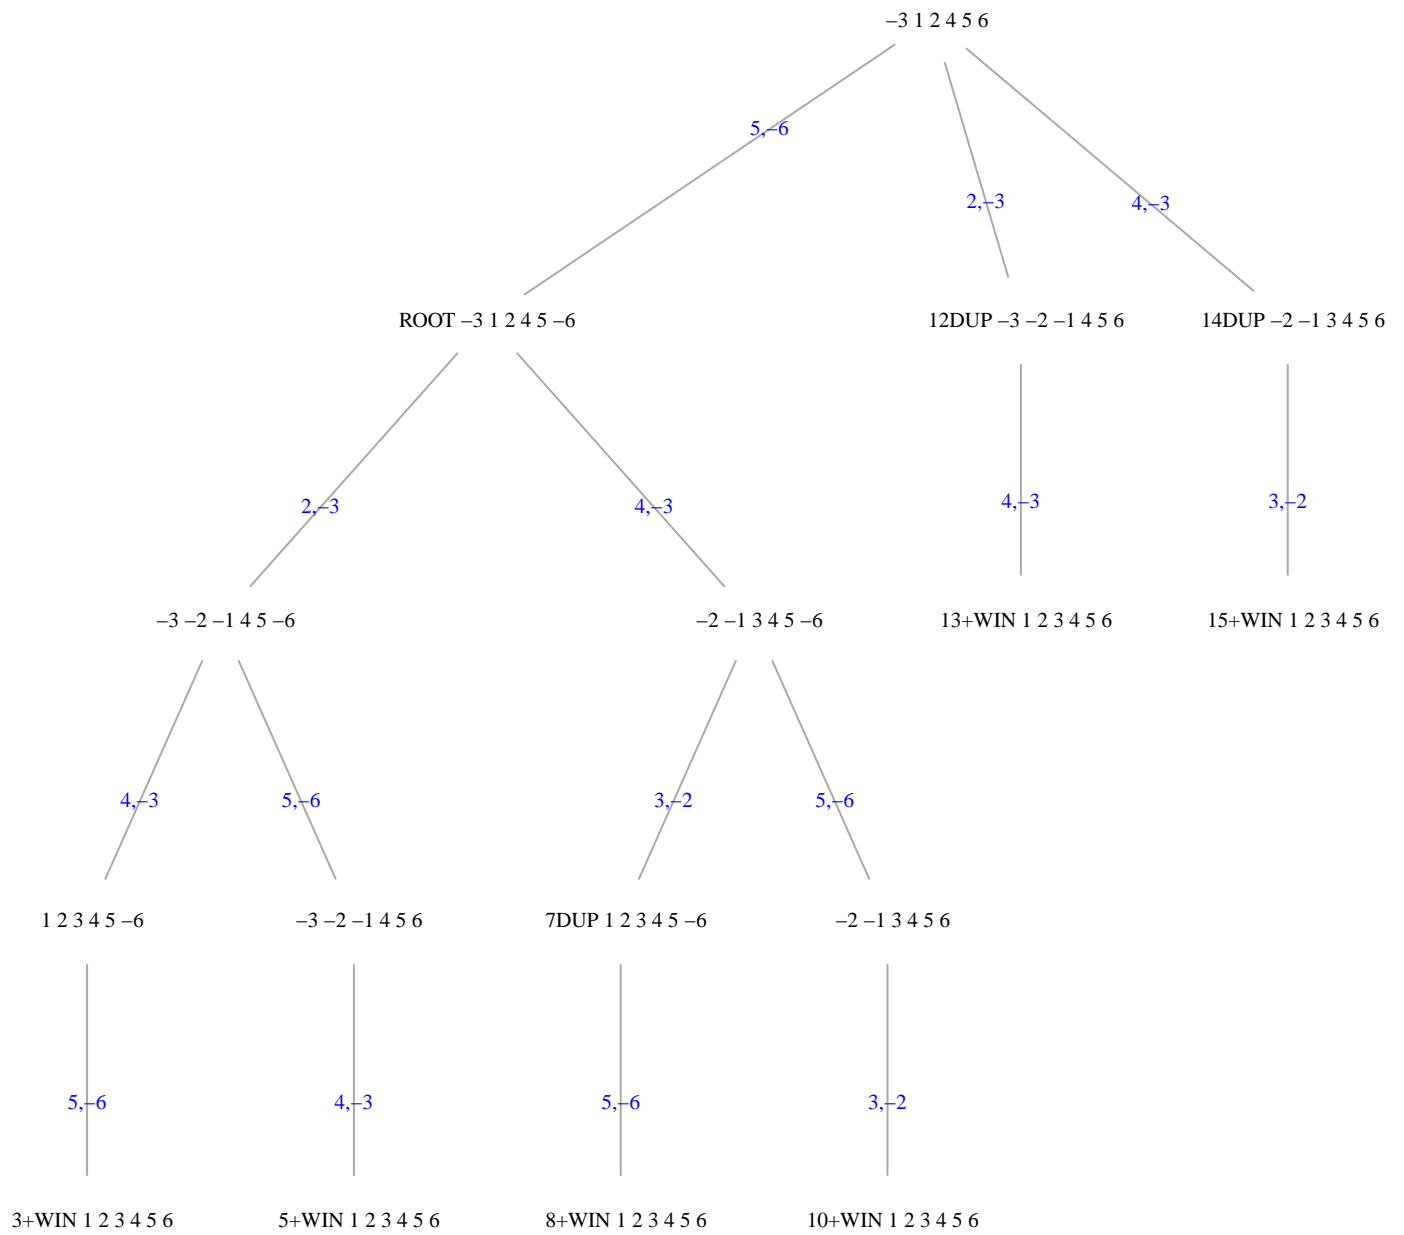 −3 1 2 4 5 6
5,−6
2,−3
4,−3
ROOT −3 1 2 4 5 −6
12DUP −3 −2 −1 4 5 6
14DUP −2 −1 3 4 5 6
2,−3
4,−3
4,−3
3,−2
−3 −2 −1 4 5 −6
−2 −1 3 4 5 −6
13+WIN 1 2 3 4 5 6
15+WIN 1 2 3 4 5 6
4,−3
5,−6
3,−2
5,−6
1 2 3 4 5 −6
−3 −2 −1 4 5 6
7DUP 1 2 3 4 5 −6
−2 −1 3 4 5 6
5,−6
4,−3
5,−6
3,−2
3+WIN 1 2 3 4 5 6
5+WIN 1 2 3 4 5 6
8+WIN 1 2 3 4 5 6
10+WIN 1 2 3 4 5 6